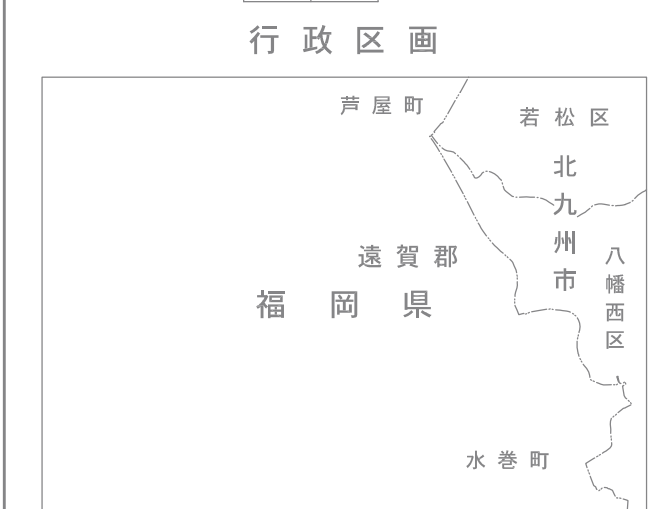 行政区画
芦屋町
若松区
北九州市
八幡西区
遠賀郡
福岡県
水巻町